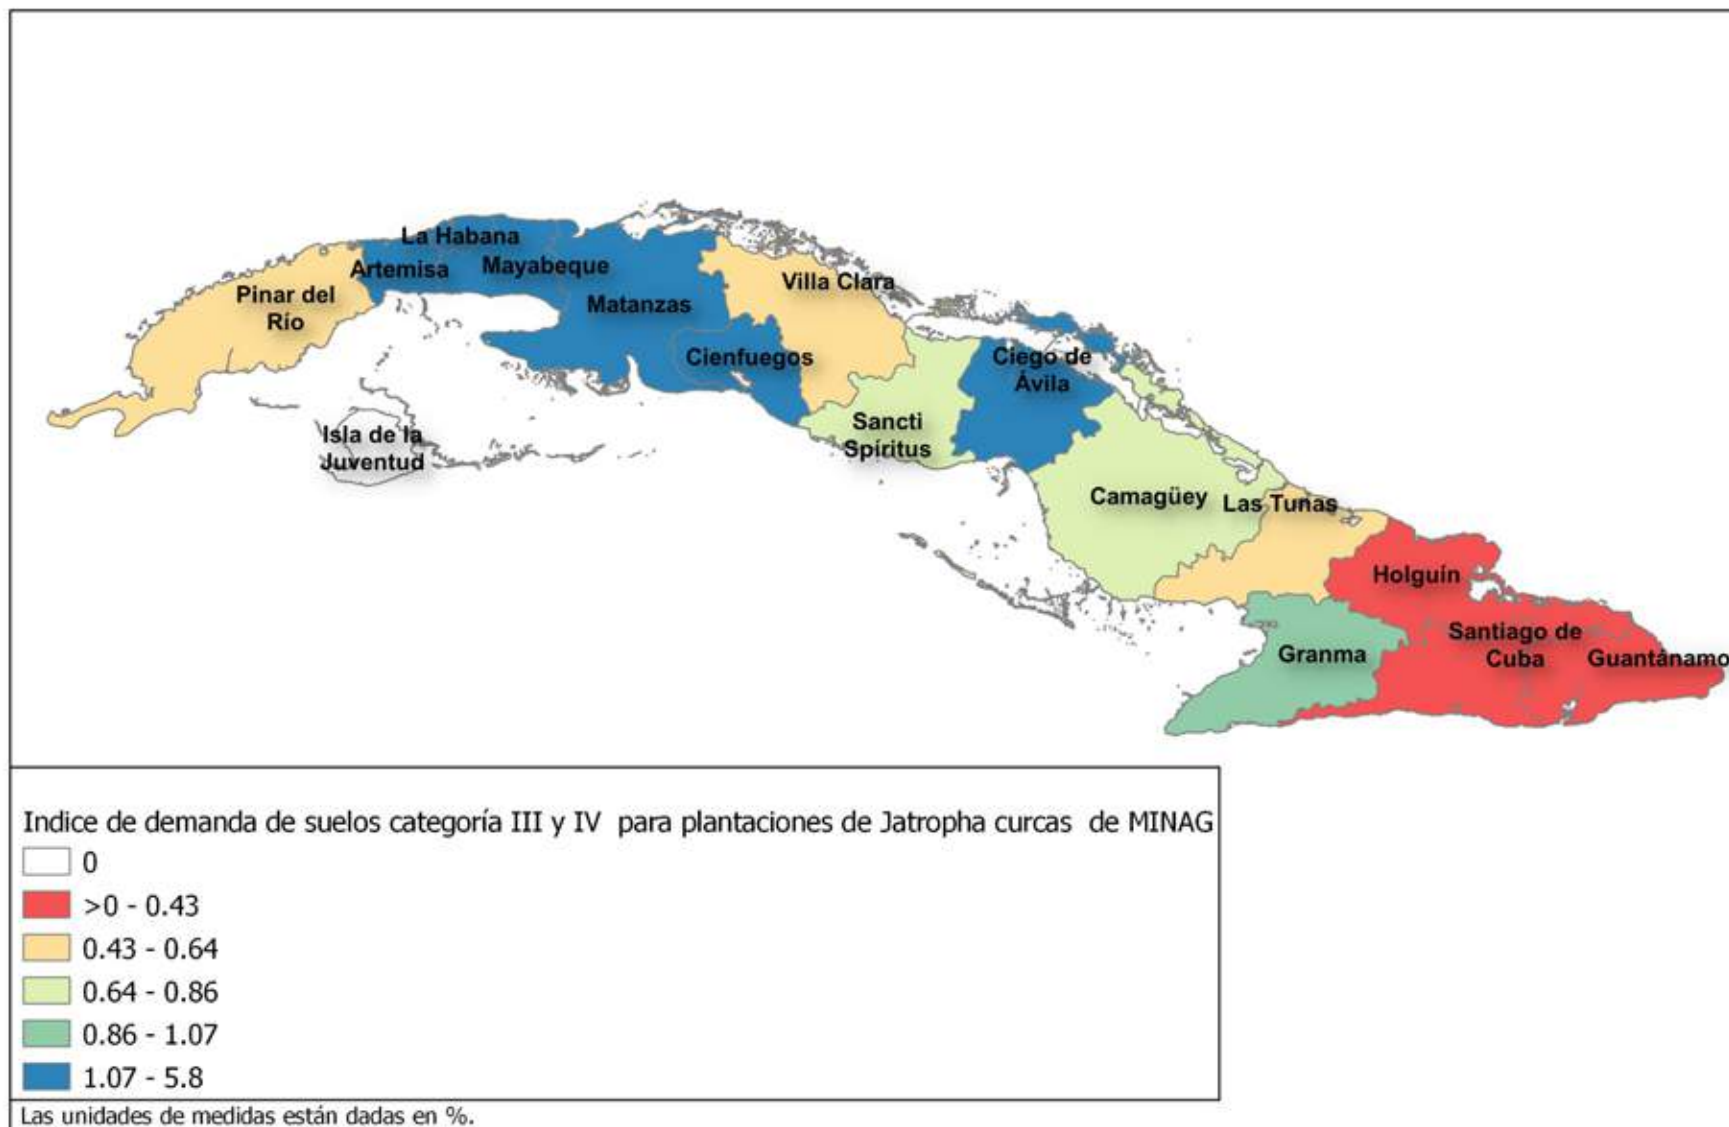 La Habana
Artemisa
Mayabeque
Pinar del
Río
Matanzas
Villa Clara
Cienfuegos
Ciego de
Ávila
Isla de la
Juventud
Sancti
Spíritus
Camagüey
Las Tunas
Holguín
Granma
Santiago de
Cuba
Guantánamo
Indice de demanda de suelos categoría III y IV para plantaciones de Jatropha curcas de MINAG
0
>0 - 0.43
0.43 - 0.64
0.64 - 0.86
0.86 - 1.07
1.07 - 5.8
Las unidades de medidas están dadas en %.